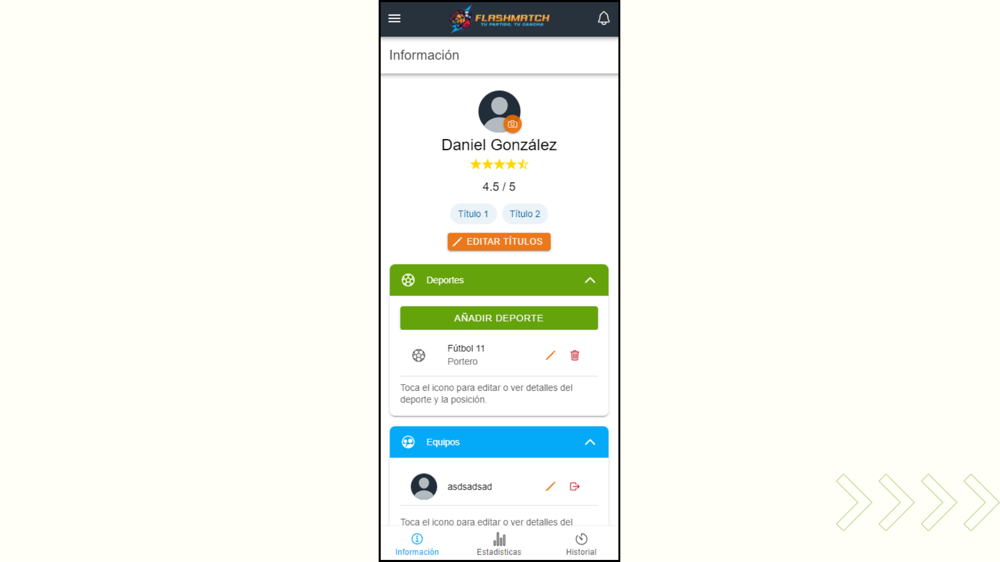 FLASHMATCH
TU PARTIDO, TU CANCHA
Información
Daniel González
4.5 / 5
Título 1 Título 2
EDITAR TÍTULOS
Deportes
AÑADIR DEPORTE
Fútbol 11
Portero
Toca el icono para editar o ver detalles del
deporte y la posición.
Equipos
asdsadsad
Toca el icono para editar o ver detalles del
Información Estadisticas Historial